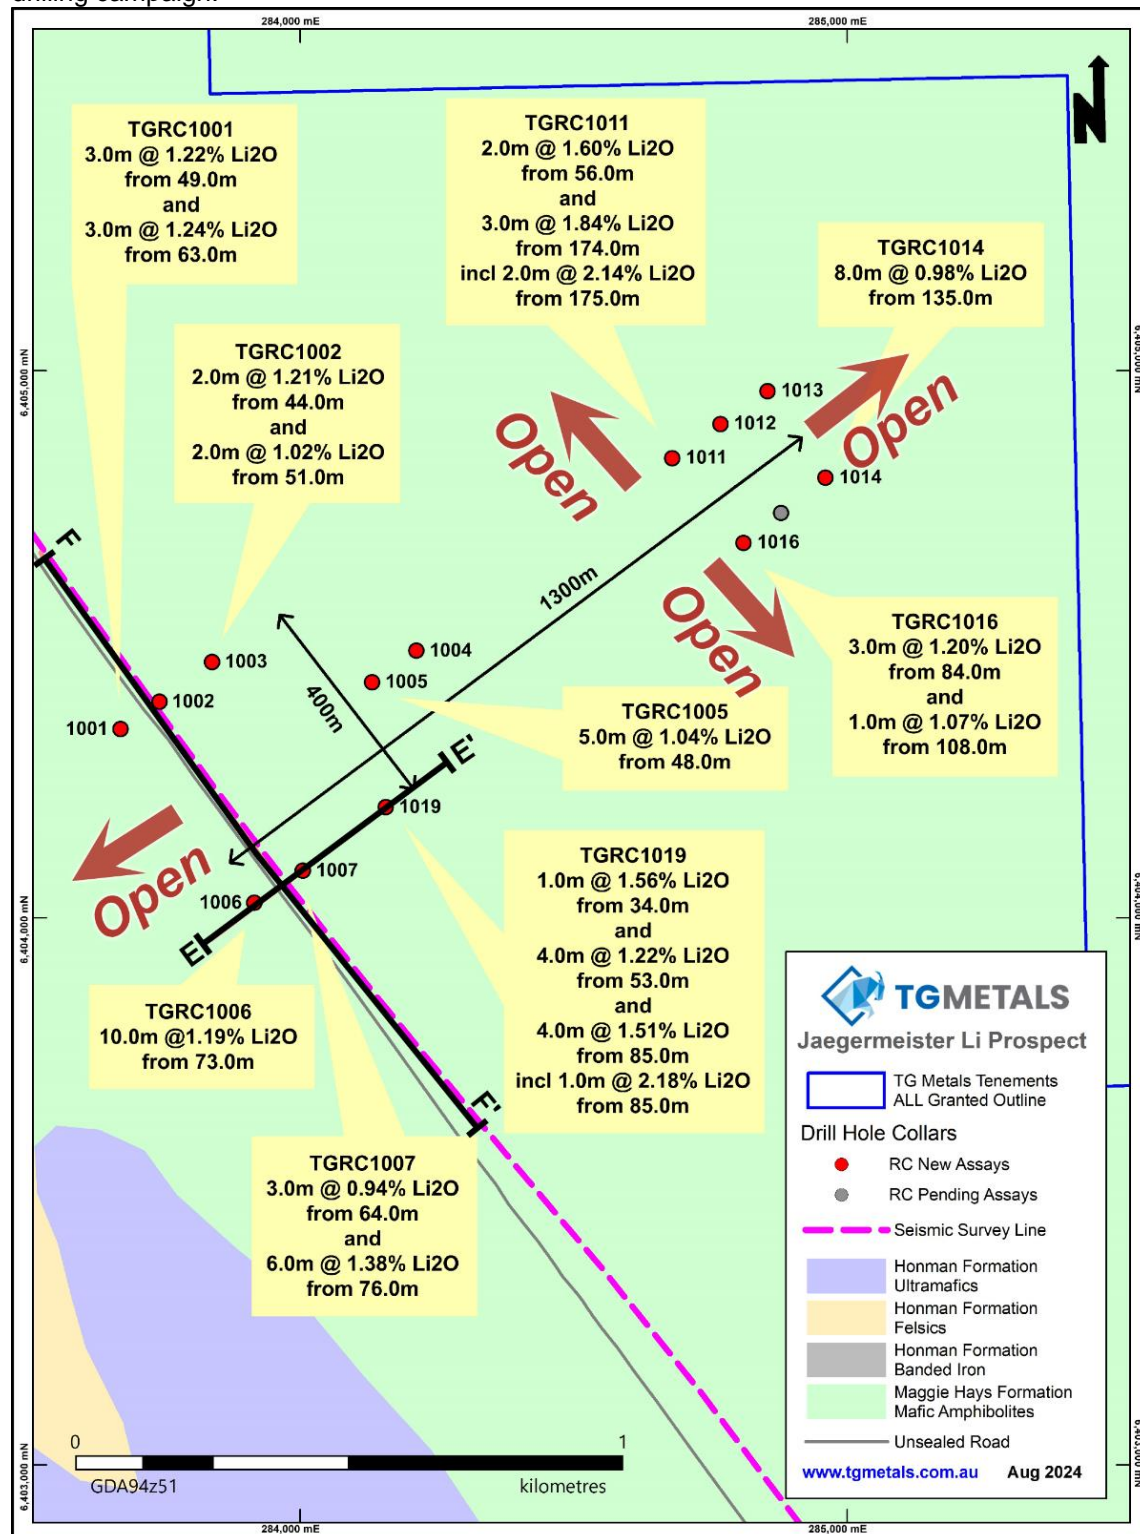 drilling campaign.
284,000 mE
285,000 mE
N
TGRC1001
3.0m @ 1.22% Li2O
from 49.0m
and
3.0m @ 1.24% Li2O
from 63.0m
TGRC1011
2.0m @ 1.60% Li2O
from 56.0m
and
3.0m @ 1.84% Li2O
from 174.0m
incl 2.0m @ 2.14% Li2O
from 175.0m
TGRC1014
8.0m @ 0.98% Li2O
from 135.0m
TGRC1002
2.0m @ 1.21% Li2O
from 44.0m
and
2.0m @ 1.02% Li2O
from 51.0m
6,405,000 mN
6,405,000 mN
1013
1012
1011
1014
1016
Open
Open
Open
1300m
400m
F
1003
1002
1001
1004
1005
TGRC1016
3.0m @ 1.20% Li2O
from 84.0m
and
1.0m @ 1.07% Li2O
from 108.0m
TGRC1005
5.0m @ 1.04% Li2O
from 48.0m
E'
1019
1007
1006
E
Open
6,404,000 mN
6,404,000 mN
TGRC1019
1.0m @ 1.56% Li2O
from 34.0m
and
4.0m @ 1.22% Li2O
from 53.0m
and
4.0m @ 1.51% Li2O
from 85.0m
incl 1.0m @ 2.18% Li2O
from 85.0m
TGRC1006
10.0m @1.19% Li2O
from 73.0m
F'
TGRC1007
3.0m @ 0.94% Li2O
from 64.0m
and
6.0m @ 1.38% Li2O
from 76.0m
TGMETALS
Jaegermeister Li Prospect
TG Metals Tenements
ALL Granted Outline
Drill Hole Collars
RC New Assays
RC Pending Assays
Seismic Survey Line
Honman Formation
Ultramafics
Honman Formation
Felsics
Honman Formation
Banded Iron
Maggie Hays Formation
Mafic Amphibolites
Unsealed Road
www.tgmetals.com.au Aug 2024
0 1
GDA94z51 kilometres
6,403,000 mN
6,403,000 mN
284,000 mE
285,000 mE